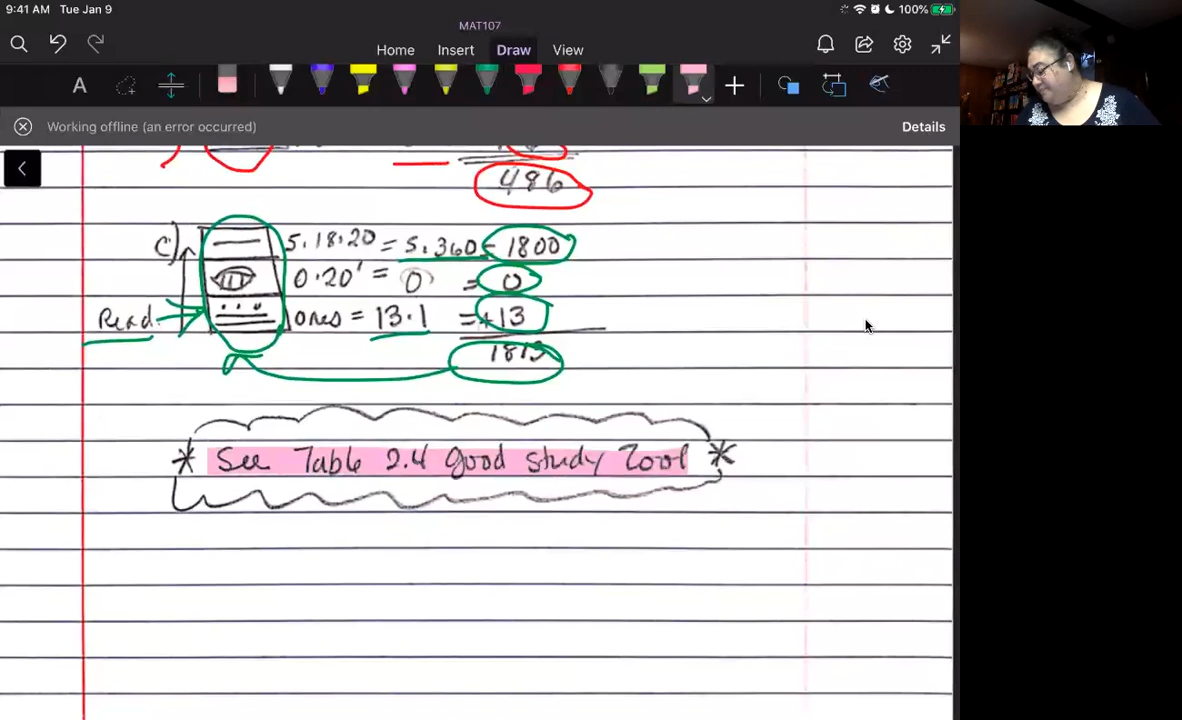 9:41 AM Tue Jan 9
100%
MAT107
Home Insert Draw View
A
Working offline (an error occurred)
Details
486
c) 5.18.20 = 5.360 = 1800
0.20' = 0 = 0
Read ones = 13.1 = +13
1813
* See Table 2.4 good study Tool *